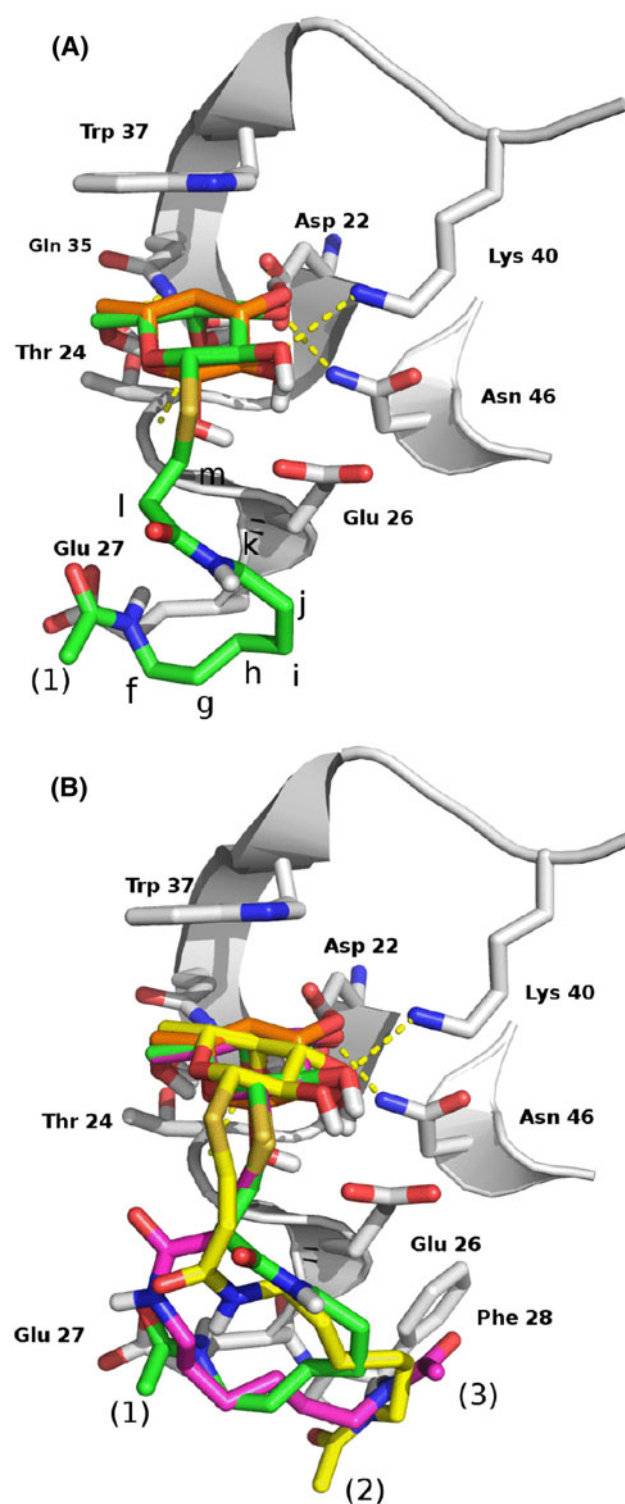 (A)
Trp 37
Asp 22
Gln 35
Lys 40
Thr 24
Asn 46
m
l
Glu 26
k
Glu 27
j
(1)
h
f
i
g
(B)
Trp 37
Asp 22
Lys 40
Thr 24
Asn 46
Glu 26
Phe 28
Glu 27
(1)
(3)
(2)